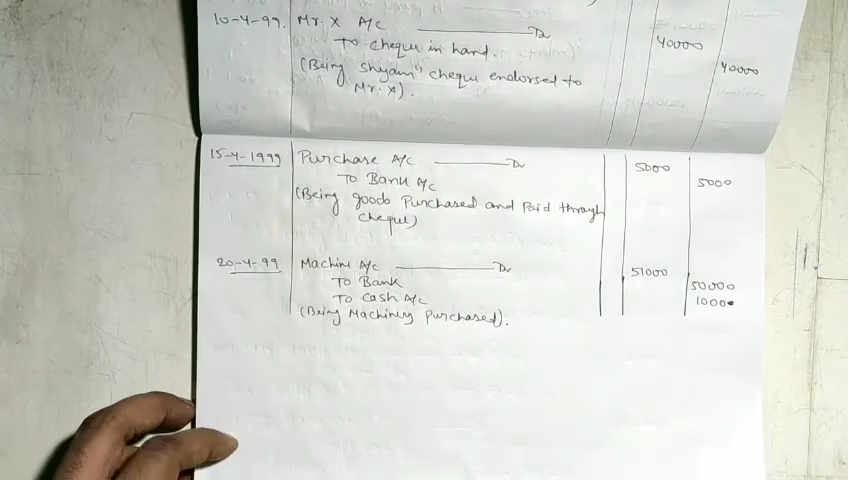 10-4-99. Mr. X A/c Dr 40000
To cheque in hand. 40000
(Being Shyam's cheque endorsed to
Mr. X).
15-4-1999 Purchase A/c Dr 5000
To Bank A/c 5000
(Being goods Purchased and Paid through
cheque)
20-4-99 Machine A/c Dr 51000
To Bank 50000
To Cash A/c 1000
(Being Machinery Purchased).